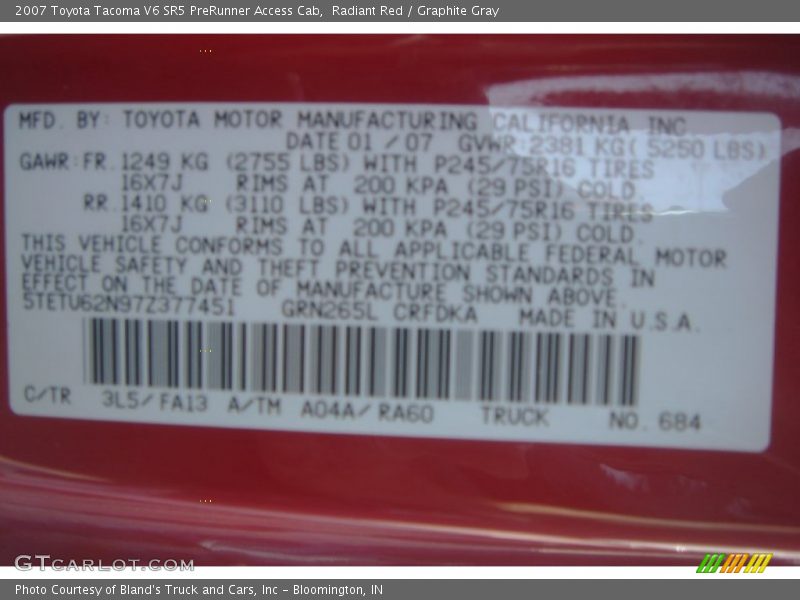 2007 Toyota Tacoma V6 SR5 PreRunner Access Cab,  Radiant Red / Graphite Gray
MFD. BY: TOYOTA MOTOR MANUFACTURING CALIFORNIA INC
DATE 01 / 07 GVWR:2381 KG( 5250 LBS)
GAWR:FR. 1249 KG (2755 LBS) WITH P245/75R16 TIRES
16X7J RIMS AT 200 KPA (29 PSI) COLD
RR. 1410 KG (3110 LBS) WITH P245/75R16 TIRES
16X7J RIMS AT 200 KPA (29 PSI) COLD.
THIS VEHICLE CONFORMS TO ALL APPLICABLE FEDERAL MOTOR
VEHICLE SAFETY AND THEFT PREVENTION STANDARDS IN
EFFECT ON THE DATE OF MANUFACTURE SHOWN ABOVE.
5TETU62N97Z377451 GRN265L CRFDKA MADE IN U.S.A.
C/TR 3L5/FA13 A/TM A04A/RA60 TRUCK NO. 684
GTCARLOT.COM
Photo Courtesy of Bland's Truck and Cars, Inc - Bloomington, IN